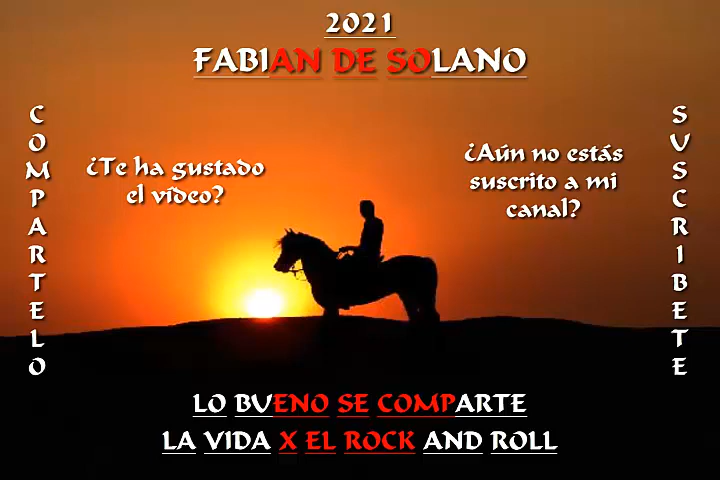 2021
FABIAN DE SOLANO
COMPARTELO
¿Te ha gustado
el vídeo?
¿Aún no estás
suscrito a mi
canal?
SUSCRIBETE
LO BUENO SE COMPARTE
LA VIDA X EL ROCK AND ROLL